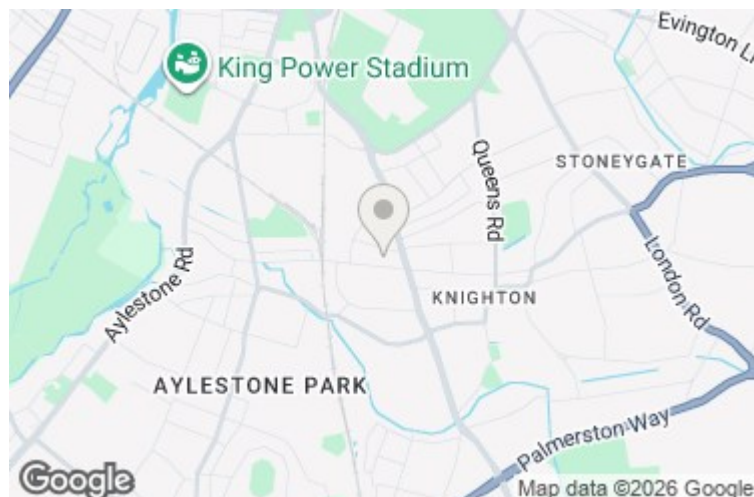 Evington L
King Power Stadium
Queens Rd
STONEYGATE
London Rd
Aylestone Rd
KNIGHTON
AYLESTONE PARK
Palmerston Way
Google
Map data ©2026 Google